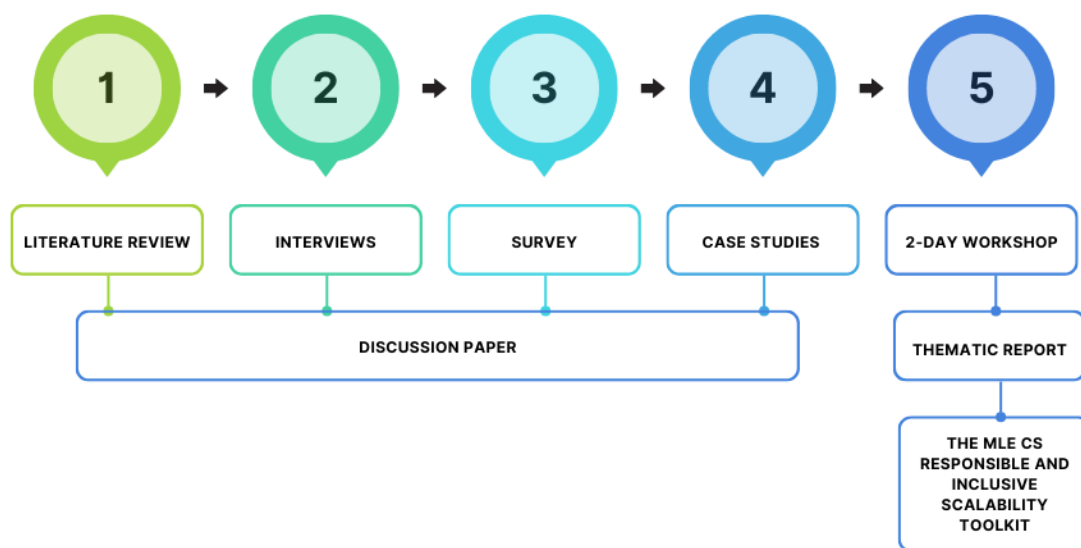 1
2
3
4
5
LITERATURE REVIEW
INTERVIEWS
SURVEY
CASE STUDIES
2-DAY WORKSHOP
DISCUSSION PAPER
THEMATIC REPORT
THE MLE CS
RESPONSIBLE AND
INCLUSIVE
SCALABILITY
TOOLKIT